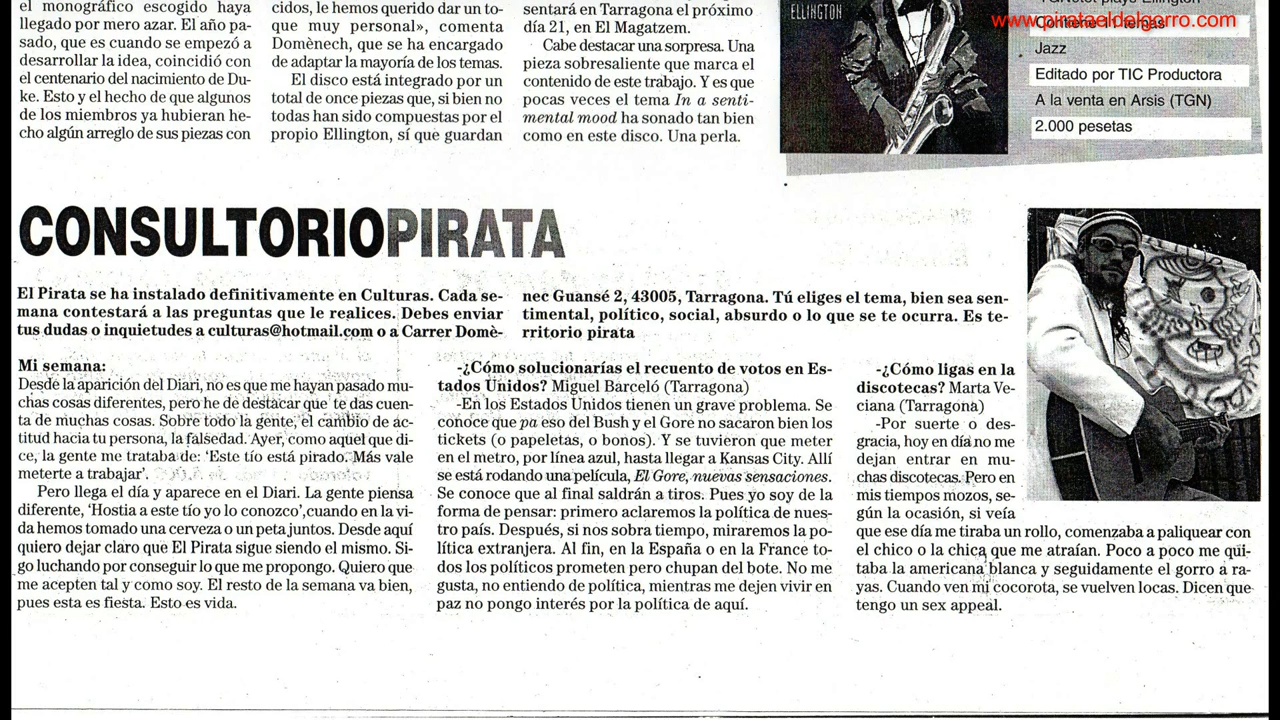 el monográfico escogido haya
llegado por mero azar. El año pa-
sado, que es cuando se empezó a
desarrollar la idea, coincidió con
el centenario del nacimiento de Du-
ke. Esto y el hecho de que algunos
de los miembros ya hubieran he-
cho algún arreglo de sus piezas con
cidos, le hemos querido dar un to-
que muy personal», comenta
Domènech, que se ha encargado
de adaptar la mayoría de los temas.
El disco está integrado por un
total de once piezas que, si bien no
todas han sido compuestas por el
propio Ellington, sí que guardan
sentará en Tarragona el próximo
día 21, en El Magatzem.
Cabe destacar una sorpresa. Una
pieza sobresaliente que marca el
contenido de este trabajo. Y es que
pocas veces el tema In a senti-
mental mood ha sonado tan bien
como en este disco. Una perla.
ELLINGTON
www.pirataeldelgorro.com
Jazz
Editado por TIC Productora
A la venta en Arsis (TGN)
2.000 pesetas
CONSULTORIOPIRATA
El Pirata se ha instalado definitivamente en Culturas. Cada se-
mana contestará a las preguntas que le realices. Debes enviar
tus dudas o inquietudes a culturas@hotmail.com o a Carrer Domè-
nec Guansé 2, 43005, Tarragona. Tú eliges el tema, bien sea sen-
timental, político, social, absurdo o lo que se te ocurra. Es te-
rritorio pirata
Mi semana:
Desde la aparición del Diari, no es que me hayan pasado mu-
chas cosas diferentes, pero he de destacar que te das cuen-
ta de muchas cosas. Sobre todo la gente, el cambio de ac-
titud hacia tu persona, la falsedad. Ayer, como aquel que di-
ce, la gente me trataba de: 'Este tío está pirado. Más vale
meterte a trabajar'.
Pero llega el día y aparece en el Diari. La gente piensa
diferente, 'Hostia a este tío yo lo conozco',cuando en la vi-
da hemos tomado una cerveza o un peta juntos. Desde aquí
quiero dejar claro que El Pirata sigue siendo el mismo. Si-
go luchando por conseguir lo que me propongo. Quiero que
me acepten tal y como soy. El resto de la semana va bien,
pues esta es fiesta. Esto es vida.
-¿Cómo solucionarías el recuento de votos en Es-
tados Unidos? Miguel Barceló (Tarragona)
-En los Estados Unidos tienen un grave problema. Se
conoce que pa eso del Bush y el Gore no sacaron bien los
tickets (o papeletas, o bonos). Y se tuvieron que meter
en el metro, por línea azul, hasta llegar a Kansas City. Allí
se está rodando una película, El Gore, nuevas sensaciones.
Se conoce que al final saldrán a tiros. Pues yo soy de la
forma de pensar: primero aclaremos la política de nues-
tro país. Después, si nos sobra tiempo, miraremos la po-
lítica extranjera. Al fin, en la España o en la France to-
dos los políticos prometen pero chupan del bote. No me
gusta, no entiendo de política, mientras me dejen vivir en
paz no pongo interés por la política de aquí.
-¿Cómo ligas en la
discotecas? Marta Ve-
ciana (Tarragona)
-Por suerte o des-
gracia, hoy en día no me
dejan entrar en mu-
chas discotecas. Pero en
mis tiempos mozos, se-
gún la ocasión, si veía
que ese día me tiraba un rollo, comenzaba a paliquear con
el chico o la chica que me atraían. Poco a poco me qui-
taba la americana blanca y seguidamente el gorro a ra-
yas. Cuando ven mi cocorota, se vuelven locas. Dicen que
tengo un sex appeal.